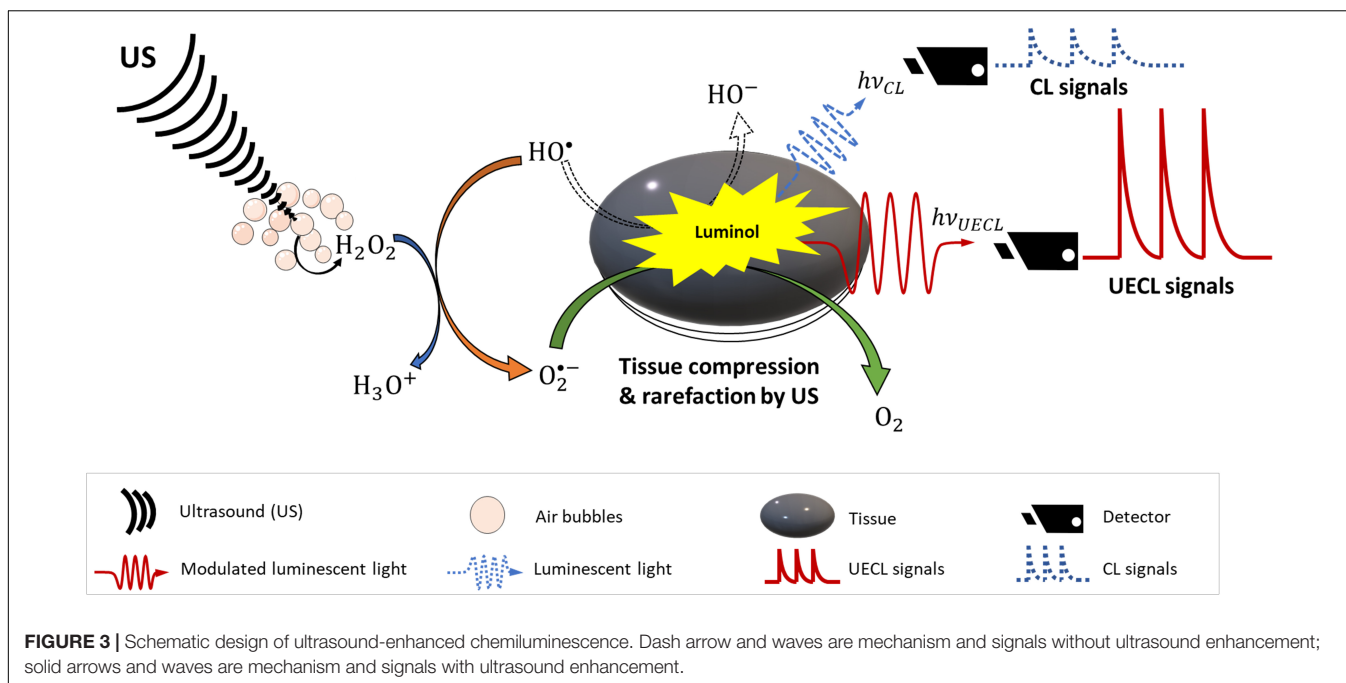 US
HO⁻
hν_CL
CL signals
HO•
H₂O₂
Luminol
hν_UECL
UECL signals
H₃O⁺
O₂•⁻
Tissue compression
& rarefaction by US
O₂
Ultrasound (US)
Air bubbles
Tissue
Detector
Modulated luminescent light
Luminescent light
UECL signals
CL signals
FIGURE 3 | Schematic design of ultrasound-enhanced chemiluminescence. Dash arrow and waves are mechanism and signals without ultrasound enhancement;
solid arrows and waves are mechanism and signals with ultrasound enhancement.